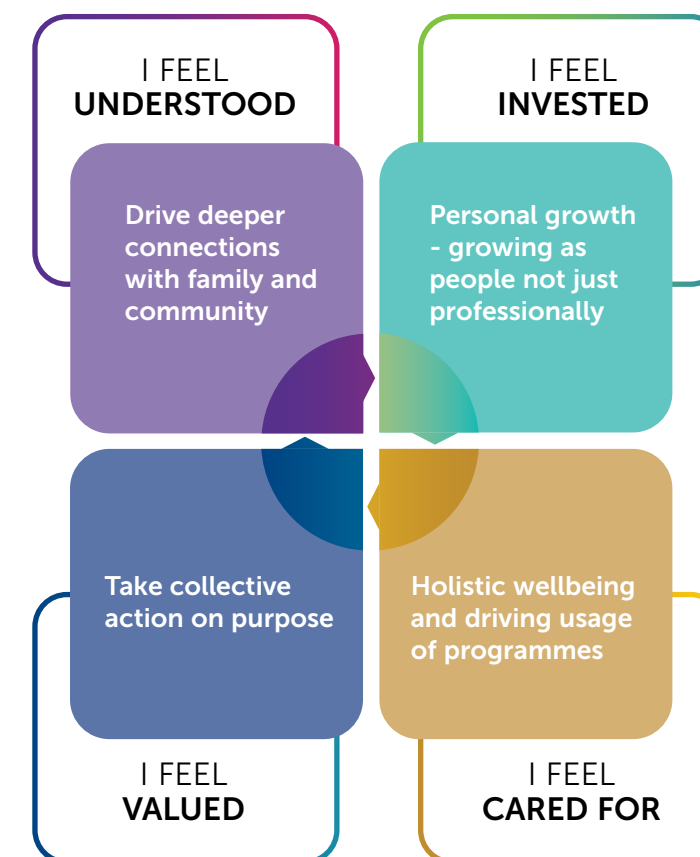 I FEEL
UNDERSTOOD
Drive deeper
connections
with family and
community
I FEEL
INVESTED
Personal growth
- growing as
people not just
professionally
Take collective
action on purpose
I FEEL
VALUED
Holistic wellbeing
and driving usage
of programmes
I FEEL
CARED FOR